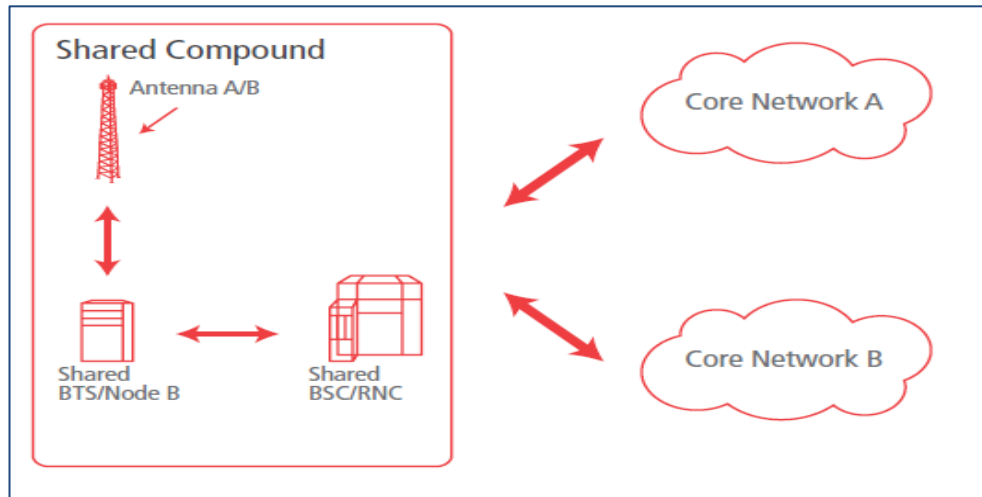 Shared Compound
Antenna A/B
Shared
BTS/Node B
Shared
BSC/RNC
Core Network A
Core Network B